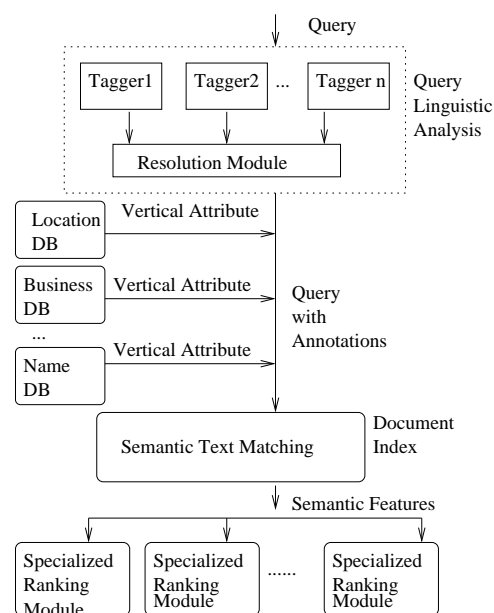 Query
Tagger1
Tagger2
...
Tagger n
Query
Linguistic
Analysis
Resolution Module
Location
DB
Vertical Attribute
Business
DB
Vertical Attribute
Query
with
Annotations
...
Name
DB
Vertical Attribute
Semantic Text Matching
Document
Index
Semantic Features
Specialized
Ranking
Module
Specialized
Ranking
Module
......
Specialized
Ranking
Module